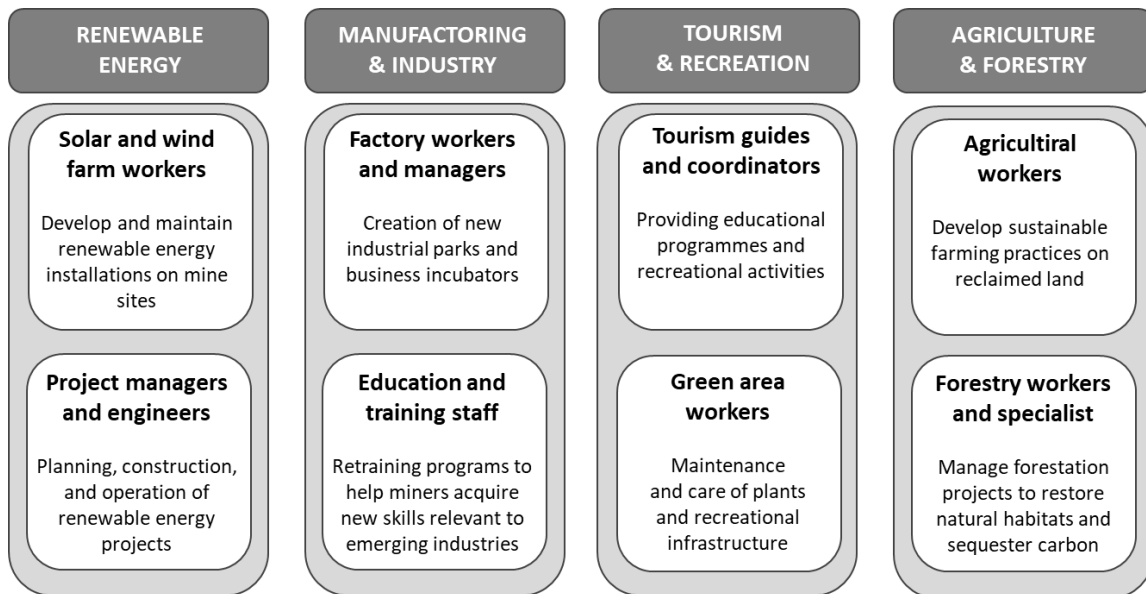 RENEWABLE
ENERGY
Solar and wind
farm workers
Develop and maintain
renewable energy
installations on mine
sites
Project managers
and engineers
Planning, construction,
and operation of
renewable energy
projects
MANUFACTORING
& INDUSTRY
Factory workers
and managers
Creation of new
industrial parks and
business incubators
Education and
training staff
Retraining programs to
help miners acquire
new skills relevant to
emerging industries
TOURISM
& RECREATION
Tourism guides
and coordinators
Providing educational
programmes and
recreational activities
Green area
workers
Maintenance
and care of plants
and recreational
infrastructure
AGRICULTURE
& FORESTRY
Agricultiral
workers
Develop sustainable
farming practices on
reclaimed land
Forestry workers
and specialist
Manage forestation
projects to restore
natural habitats and
sequester carbon